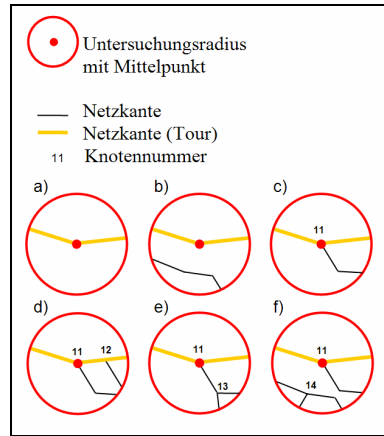 Untersuchungsradius
mit Mittelpunkt
Netzkante
Netzkante (Tour)
11 Knotennummer
a) b) c)
11
d) e) f)
11 12 11 11
13 14